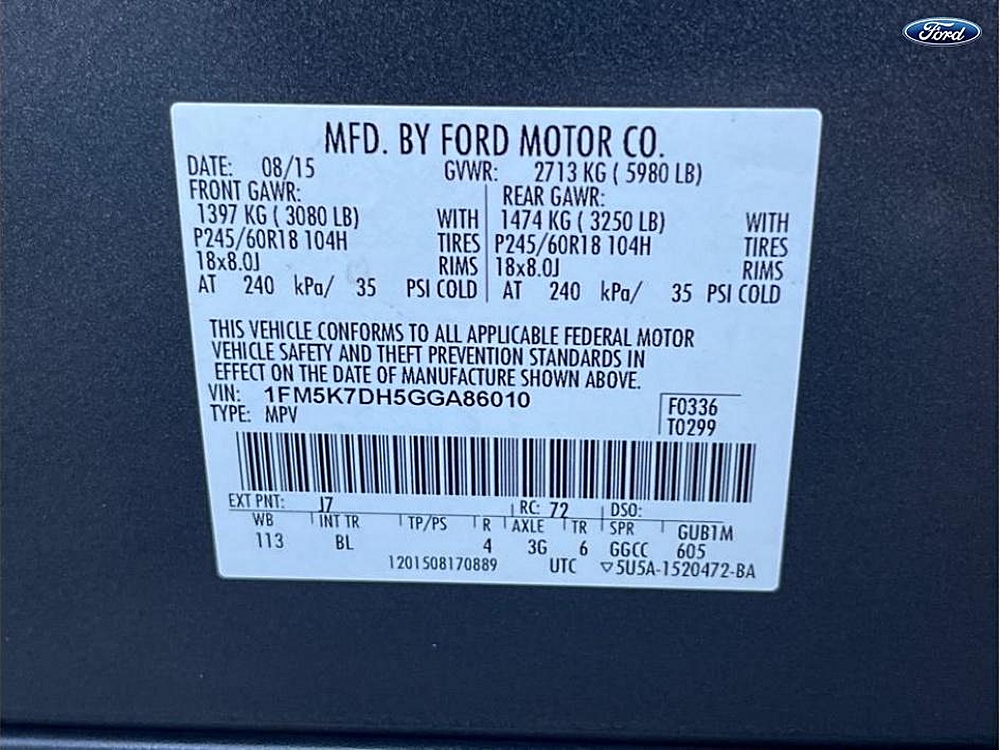 Ford
MFD. BY FORD MOTOR CO.
DATE: 08/15 GVWR: 2713 KG ( 5980 LB)
FRONT GAWR: REAR GAWR:
1397 KG ( 3080 LB) WITH 1474 KG ( 3250 LB) WITH
P245/60R18 104H TIRES P245/60R18 104H TIRES
18x8.0J RIMS 18x8.0J RIMS
AT 240 kPa/ 35 PSI COLD AT 240 kPa/ 35 PSI COLD
THIS VEHICLE CONFORMS TO ALL APPLICABLE FEDERAL MOTOR
VEHICLE SAFETY AND THEFT PREVENTION STANDARDS IN
EFFECT ON THE DATE OF MANUFACTURE SHOWN ABOVE.
VIN: 1FM5K7DH5GGA86010 F0336
TYPE: MPV T0299
EXT PNT: J7 RC: 72 DSO:
WB INT TR TP/PS R AXLE TR SPR GUB1M
113 BL 4 3G 6 GGCC 605
1201508170889 UTC ▽5U5A-1520472-BA